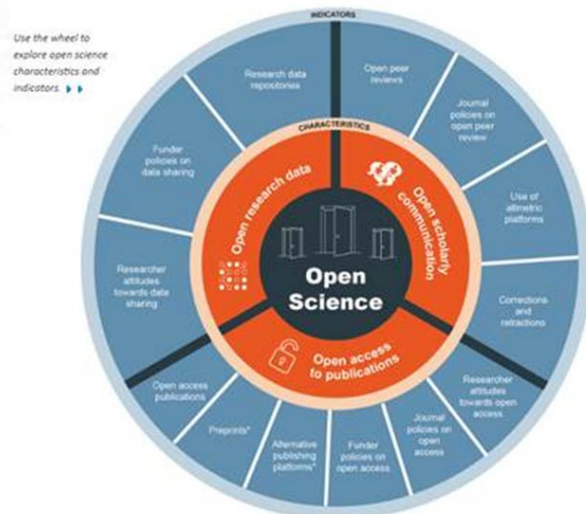 Use the wheel to
explore open science
characteristics and
indicators.
INDICATORS
Open peer
reviews
Journal
policies on
open peer
review
Use of
altmetric
platforms
Corrections
and
retractions
Researcher
attitudes
towards open
access
Journal
policies on
open
access
Funder
policies on
open access
Alternative
publishing
platforms*
Preprints*
Open access
publications
Researcher
attitudes
towards data
sharing
Funder
policies on
data sharing
Research data
repositories
CHARACTERISTICS
Open research data
Open scholarly
communication
Open access
to publications
Open
Science